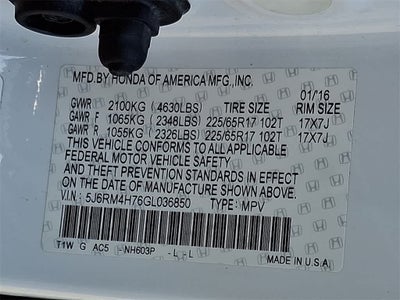 MFD.BY HONDA OF AMERICA MFG.,INC. 01/16
GVWR 2100KG (4630LBS) TIRE SIZE RIM SIZE
GAWR F 1065KG (2348LBS) 225/65R17 102T 17X7J
GAWR R 1055KG (2326LBS) 225/65R17 102T 17X7J
THIS VEHICLE CONFORMS TO ALL APPLICABLE
FEDERAL MOTOR VEHICLE SAFETY
AND THEFT PREVENTION STANDARDS IN EFFECT
ON THE DATE OF MANUFACTURE SHOWN ABOVE.
V.I.N.: 5J6RM4H76GL036850 TYPE: MPV
T1W G AC5 -NH603P -L -L MADE IN U.S.A.